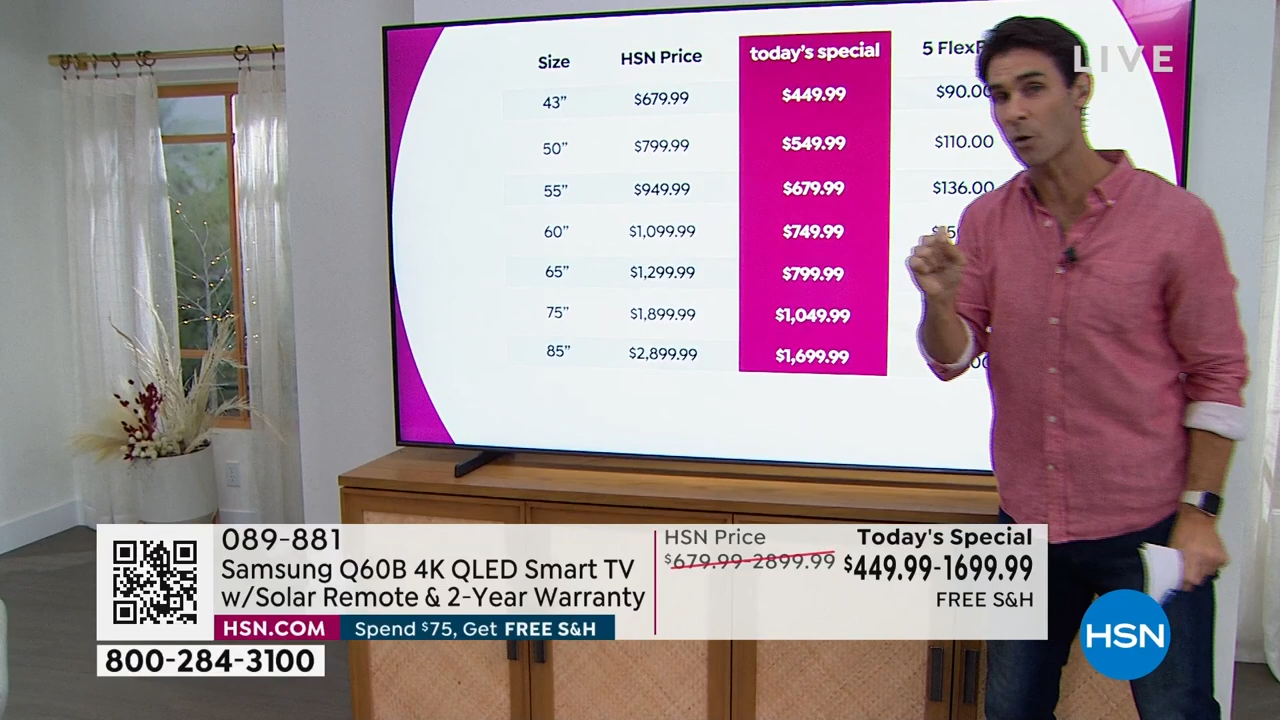 LIVE
Size HSN Price today's special 5 Flex
43" $679.99 $449.99 $90.00
50" $799.99 $549.99 $110.00
55" $949.99 $679.99 $136.00
60" $1,099.99 $749.99
65" $1,299.99 $799.99
75" $1,899.99 $1,049.99
85" $2,899.99 $1,699.99
089-881
Samsung Q60B 4K QLED Smart TV
w/Solar Remote & 2-Year Warranty
HSN.COM Spend $75, Get FREE S&H
800-284-3100
HSN Price
$679.99-2899.99
Today's Special
$449.99-1699.99
FREE S&H
HSN